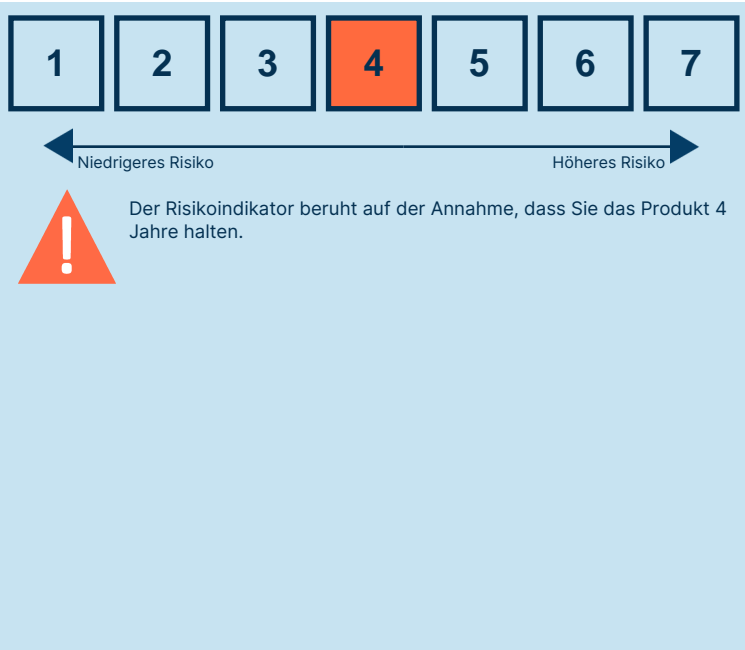 1 2 3 4 5 6 7
Niedrigeres Risiko Höheres Risiko
Der Risikoindikator beruht auf der Annahme, dass Sie das Produkt 4
Jahre halten.